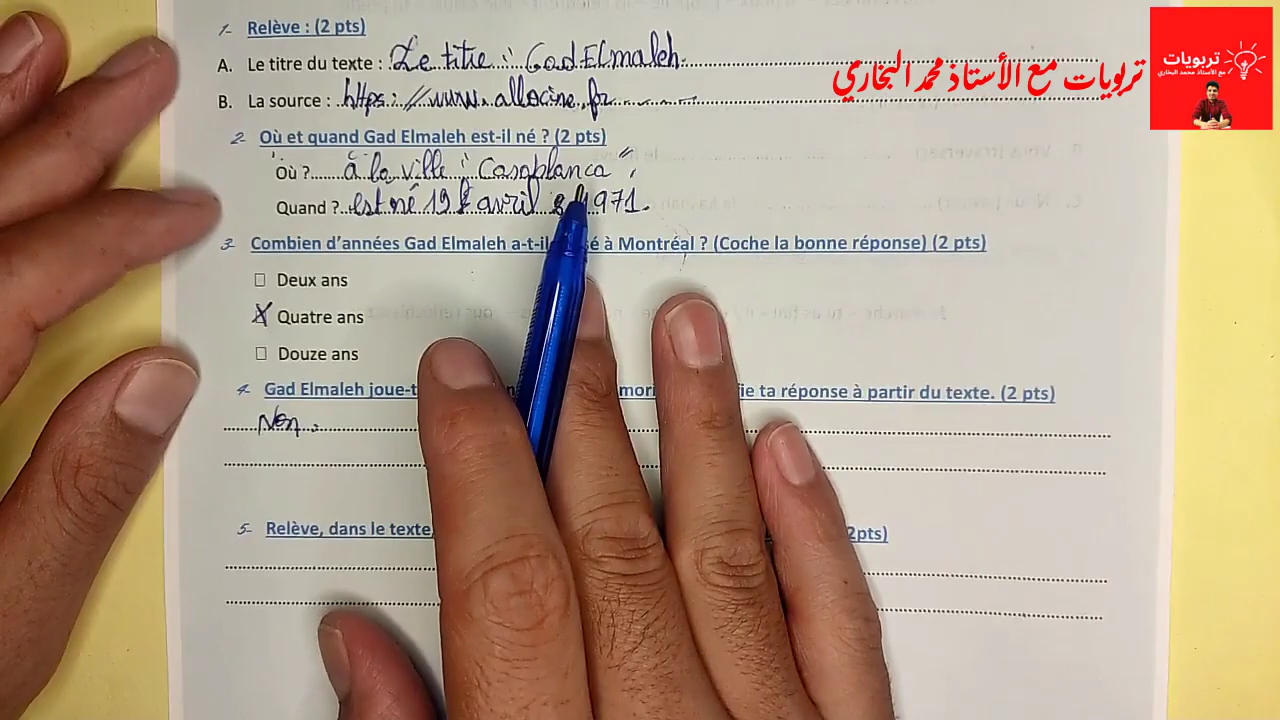 1- Relève : (2 pts)
A. Le titre du texte : Le titre : Gad Elmaleh.
B. La source : https://www.allocine.fr
2- Où et quand Gad Elmaleh est-il né ? (2 pts)
Où ? à la ville : Casablanca".
Quand ? est né 19 avril 1971.
3- Combien d'années Gad Elmaleh a-t-il à Montréal ? (Coche la bonne réponse) (2 pts)
Deux ans
X Quatre ans
Douze ans
4- Gad Elmaleh ta réponse à partir du texte. (2 pts)
Non.
5- Relève, dans le texte, 2pts)
تربويات مع الأستاذ محمد البخاري
تربويات
مع الأستاذ محمد البخاري